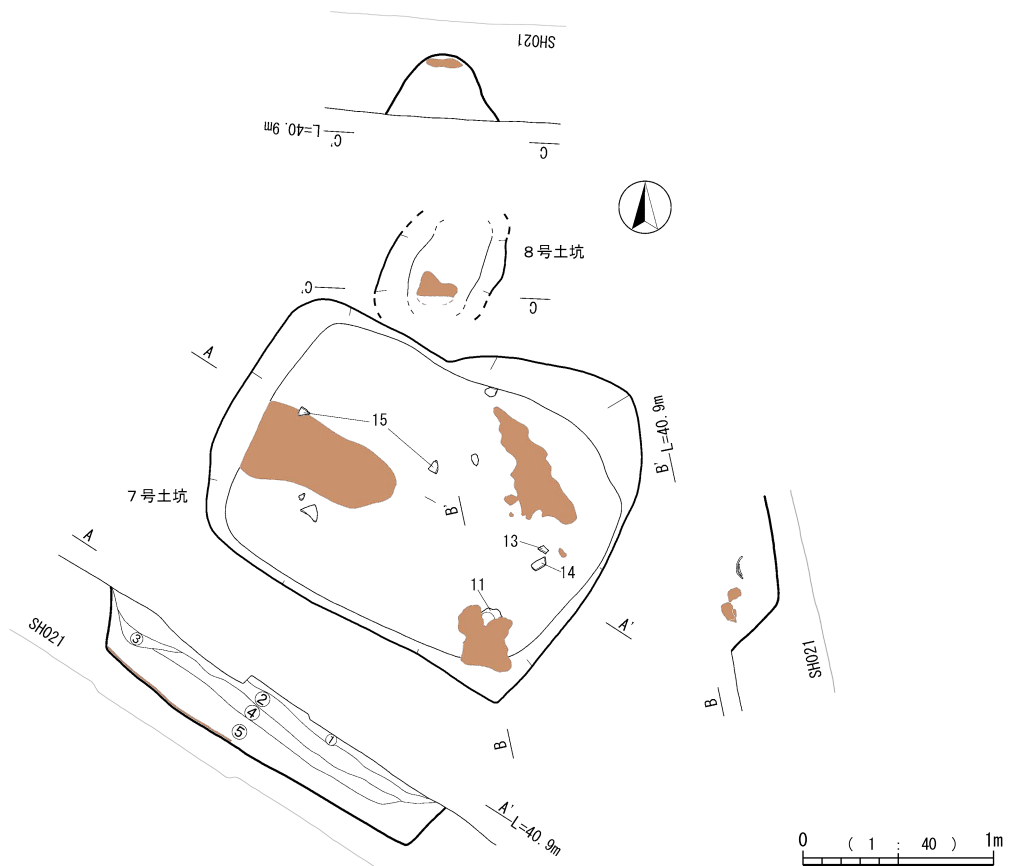 SH021
L=40.9m
C'
C
8号土坑
C'
C
A
15
B' L=40.9m
7号土坑
B'
A
13
14
11
A'
SH021
③
②
④
⑤
①
SH021
B
B
A'
L=40.9m
0 ( 1 : 40 ) 1m